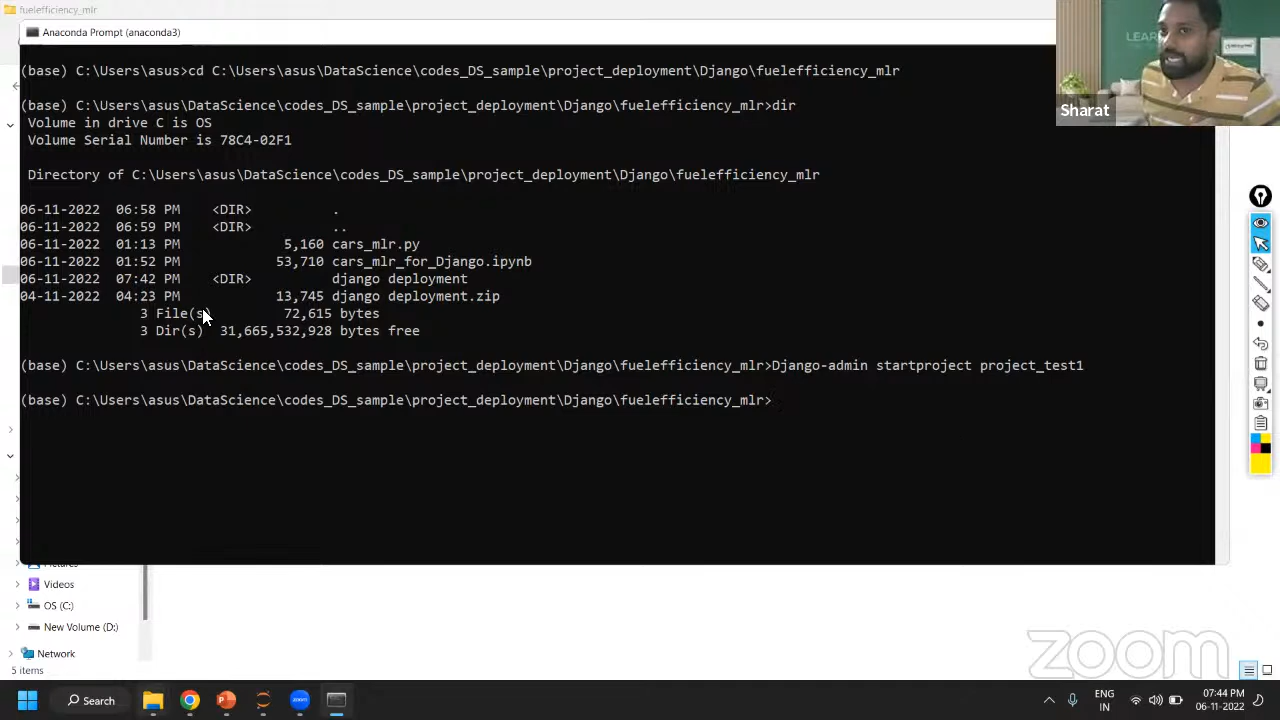 fuelefficiency_mlr
Anaconda Prompt (anaconda3)
(base) C:\Users\asus>cd C:\Users\asus\DataScience\codes_DS_sample\project_deployment\Django\fuelefficiency_mlr
(base) C:\Users\asus\DataScience\codes_DS_sample\project_deployment\Django\fuelefficiency_mlr>dir
Volume in drive C is OS
Volume Serial Number is 78C4-02F1
Directory of C:\Users\asus\DataScience\codes_DS_sample\project_deployment\Django\fuelefficiency_mlr
06-11-2022 06:58 PM <DIR> .
06-11-2022 06:59 PM <DIR> ..
06-11-2022 01:13 PM 5,160 cars_mlr.py
06-11-2022 01:52 PM 53,710 cars_mlr_for_Django.ipynb
06-11-2022 07:42 PM <DIR> django deployment
04-11-2022 04:23 PM 13,745 django deployment.zip
3 File(s) 72,615 bytes
3 Dir(s) 31,665,532,928 bytes free
(base) C:\Users\asus\DataScience\codes_DS_sample\project_deployment\Django\fuelefficiency_mlr>Django-admin startproject project_test1
(base) C:\Users\asus\DataScience\codes_DS_sample\project_deployment\Django\fuelefficiency_mlr>
LEAR
Sharat
Pictures
Videos
OS (C:)
New Volume (D:)
Network
5 items
zoom
Search
zoom
ENG
IN
07:44 PM
06-11-2022